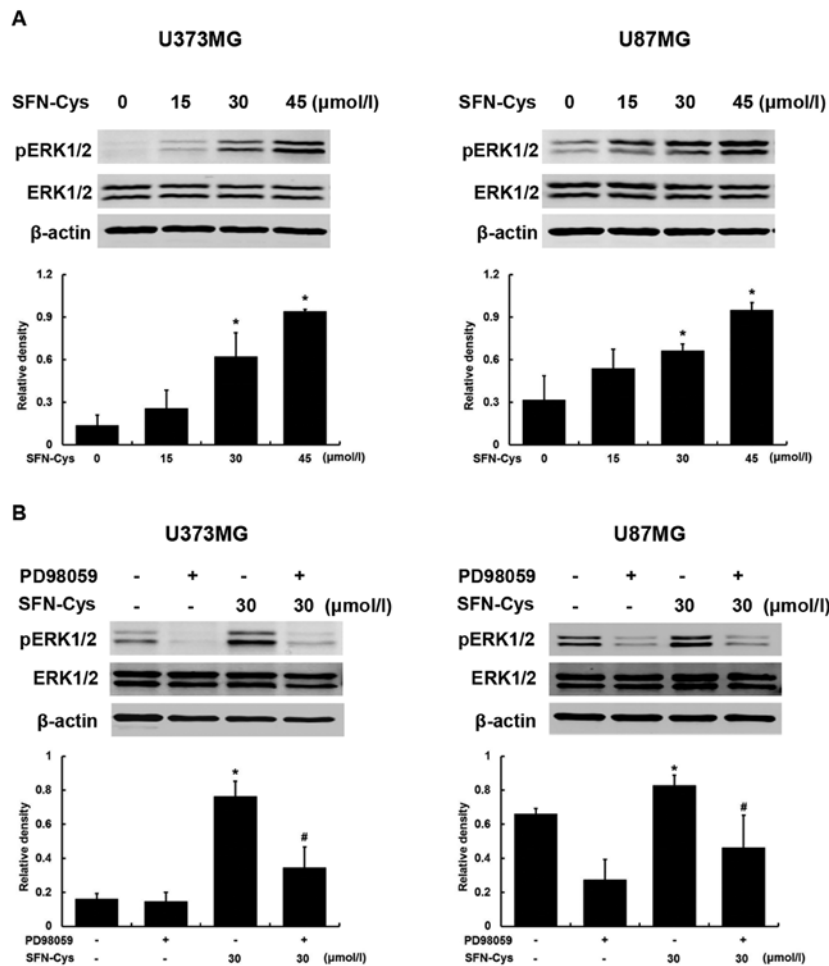 A
U373MG
U87MG
SFN-Cys 0 15 30 45 (μmol/l)
SFN-Cys 0 15 30 45 (μmol/l)
pERK1/2
pERK1/2
ERK1/2
ERK1/2
β-actin
β-actin
1.2
0.9
0.6
0.3
0
Relative density
* *
SFN-Cys 0 15 30 45 (μmol/l)
1.2
0.9
0.6
0.3
0
Relative density
* *
SFN-Cys 0 15 30 45 (μmol/l)
B
U373MG
U87MG
PD98059 - + - +
SFN-Cys - - 30 30 (μmol/l)
PD98059 - + - +
SFN-Cys - - 30 30 (μmol/l)
pERK1/2
pERK1/2
ERK1/2
ERK1/2
β-actin
β-actin
1
0.8
0.6
0.4
0.2
0
Relative density
* #
PD98059 - + - +
SFN-Cys - - 30 30 (μmol/l)
1
0.8
0.6
0.4
0.2
0
Relative density
* #
PD98059 - + - +
SFN-Cys - - 30 30 (μmol/l)